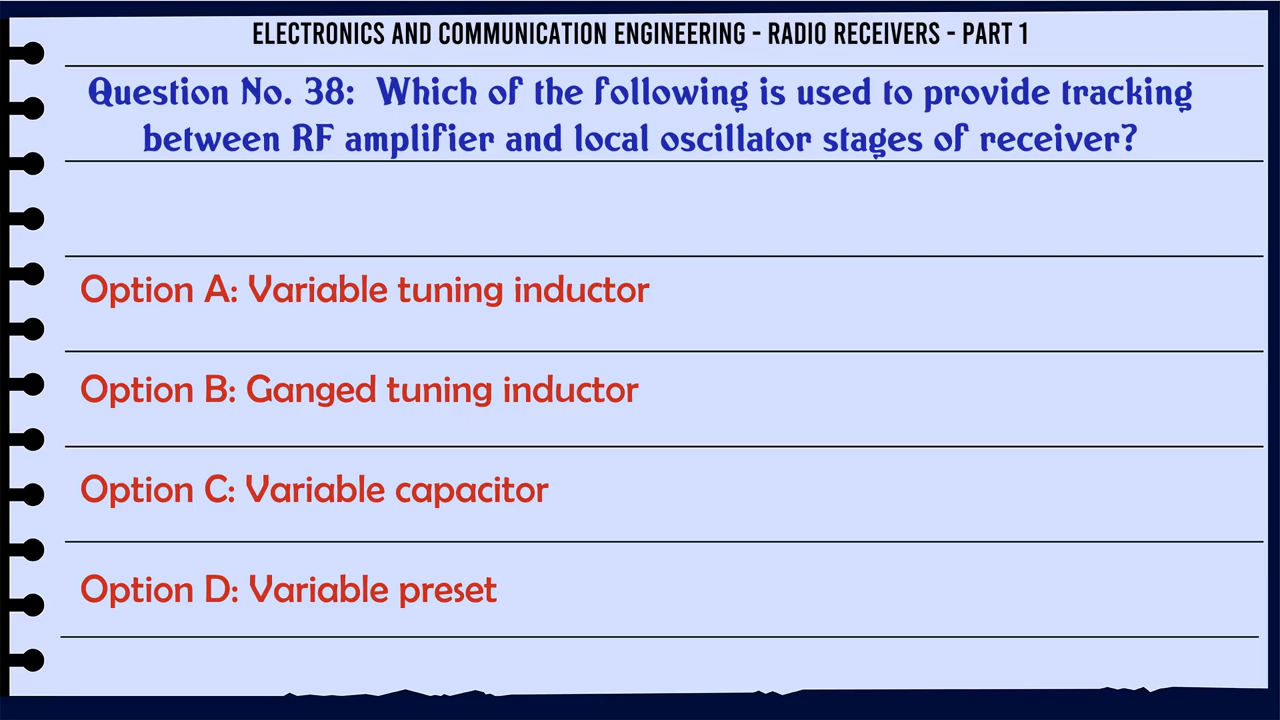 ELECTRONICS AND COMMUNICATION ENGINEERING - RADIO RECEIVERS - PART 1
Question No. 38: Which of the following is used to provide tracking
between RF amplifier and local oscillator stages of receiver?
Option A: Variable tuning inductor
Option B: Ganged tuning inductor
Option C: Variable capacitor
Option D: Variable preset